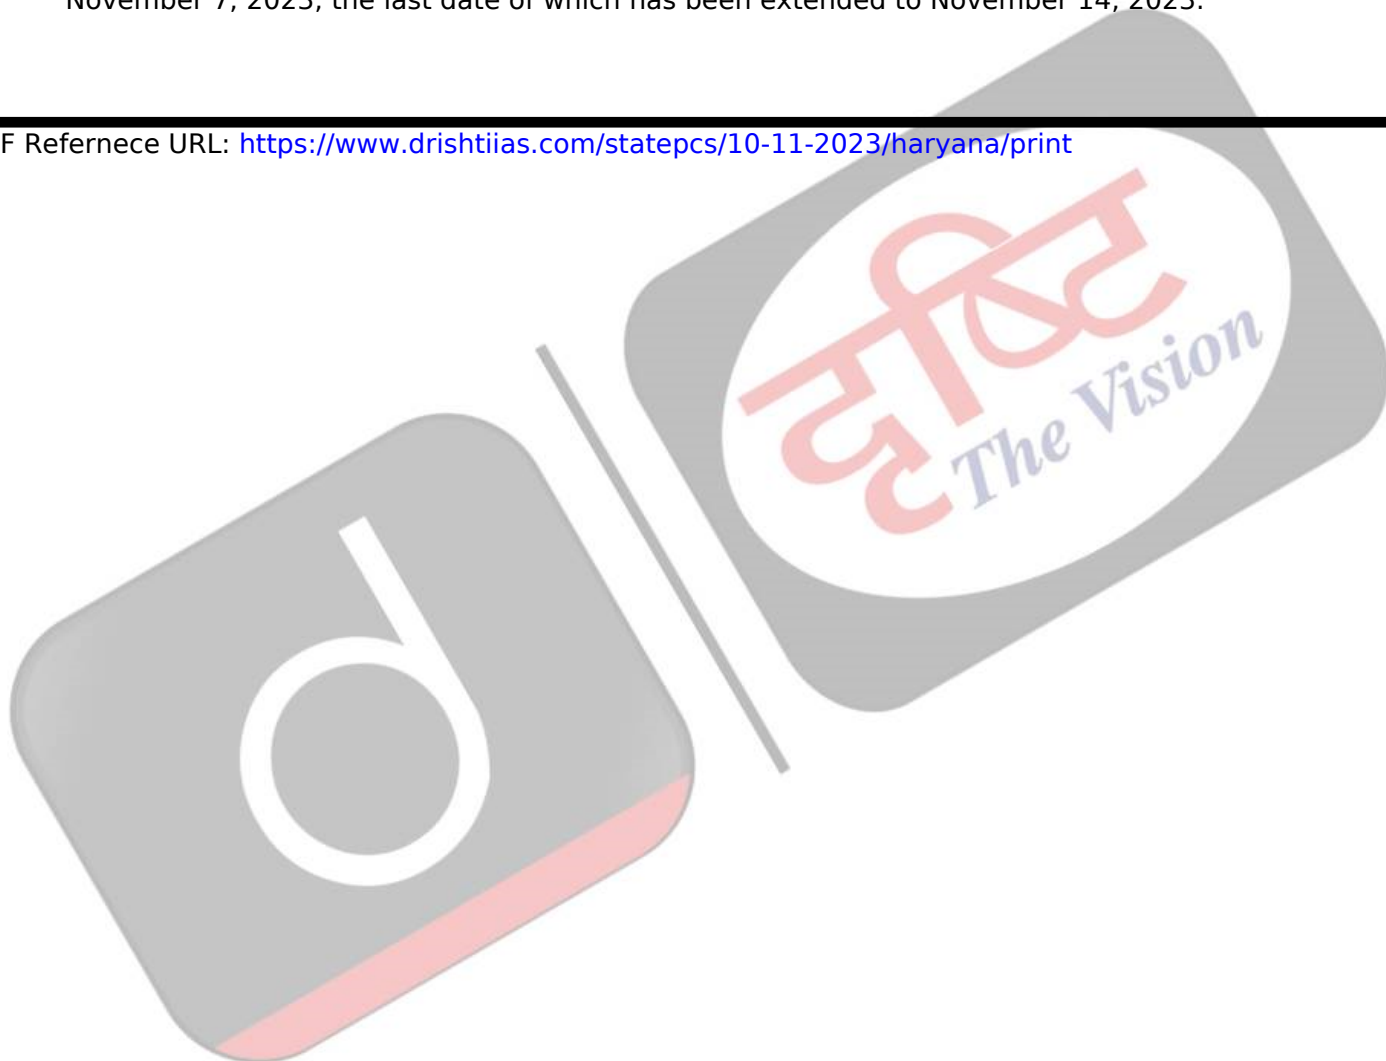 November 7, 2023, the last date of which has been extended to November 14, 2023.
F Refernece URL: https://www.drishtiias.com/statepcs/10-11-2023/haryana/print
दृष्टि
The Vision
d